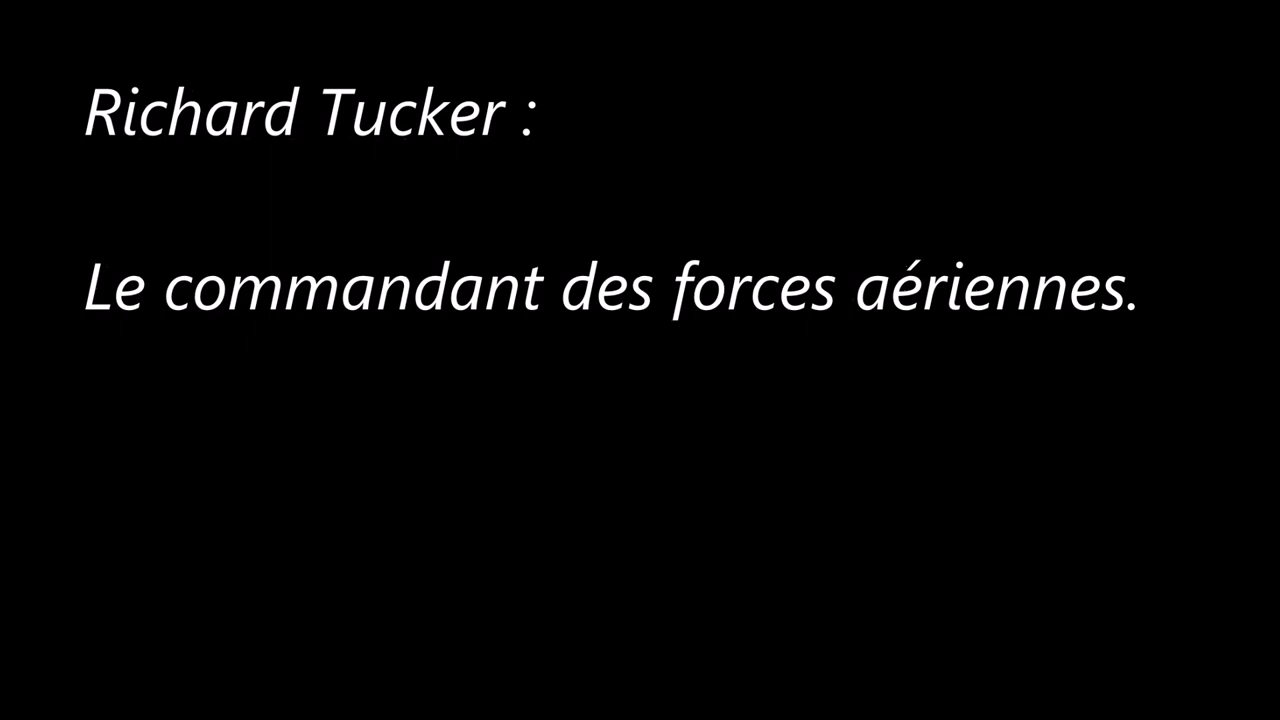 Richard Tucker :
Le commandant des forces aériennes.